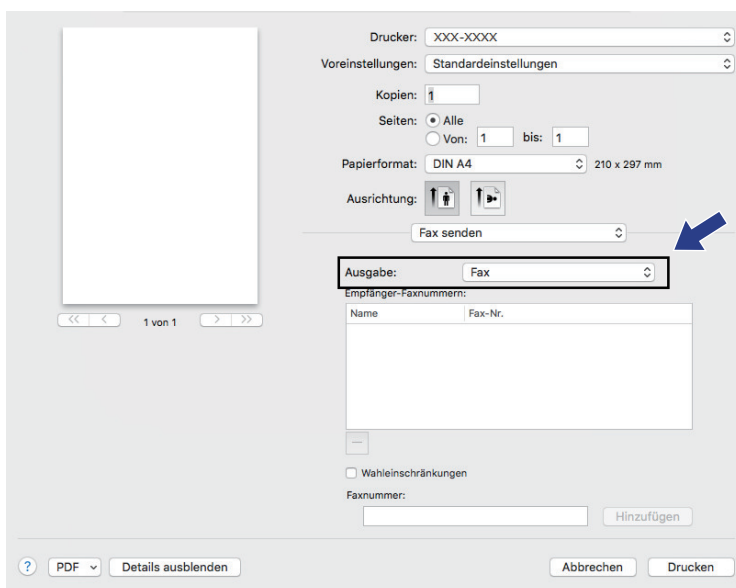 Drucker: XXX-XXXX
Voreinstellungen: Standardeinstellungen
Kopien: 1
Seiten: Alle
Von: 1 bis: 1
Papierformat: DIN A4 210 x 297 mm
Ausrichtung:
Fax senden
Ausgabe: Fax
Empfänger-Faxnummern:
Name Fax-Nr.
<< < 1 von 1 > >>
Wahleinschränkungen
Faxnummer:
Hinzufügen
? PDF Details ausblenden Abbrechen Drucken